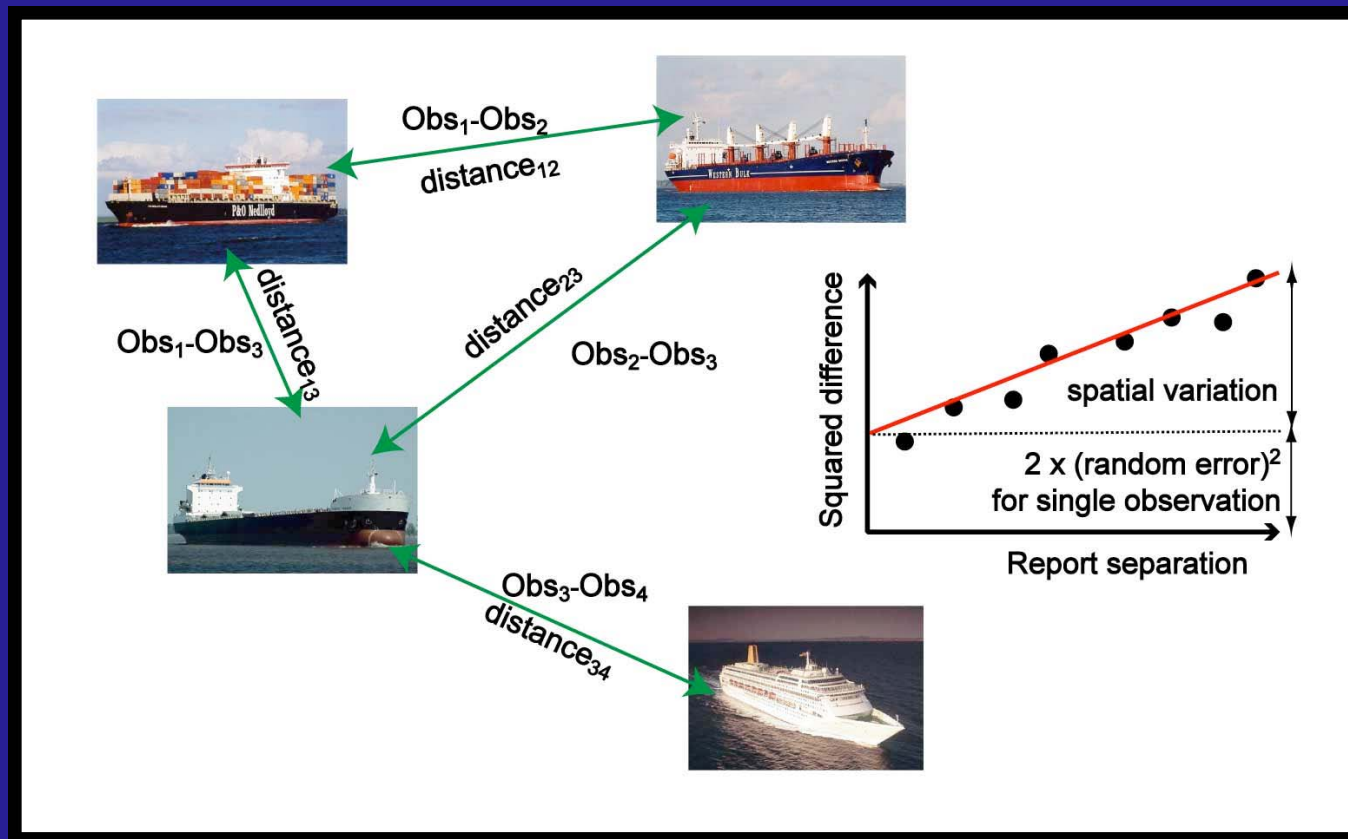 Obs₁-Obs₂
distance₁₂
P&O Nedlloyd
WESTERN BULK
distance₁₃
Obs₁-Obs₃
distance₂₃
Obs₂-Obs₃
Obs₃-Obs₄
distance₃₄
Squared difference
spatial variation
2 x (random error)²
for single observation
Report separation